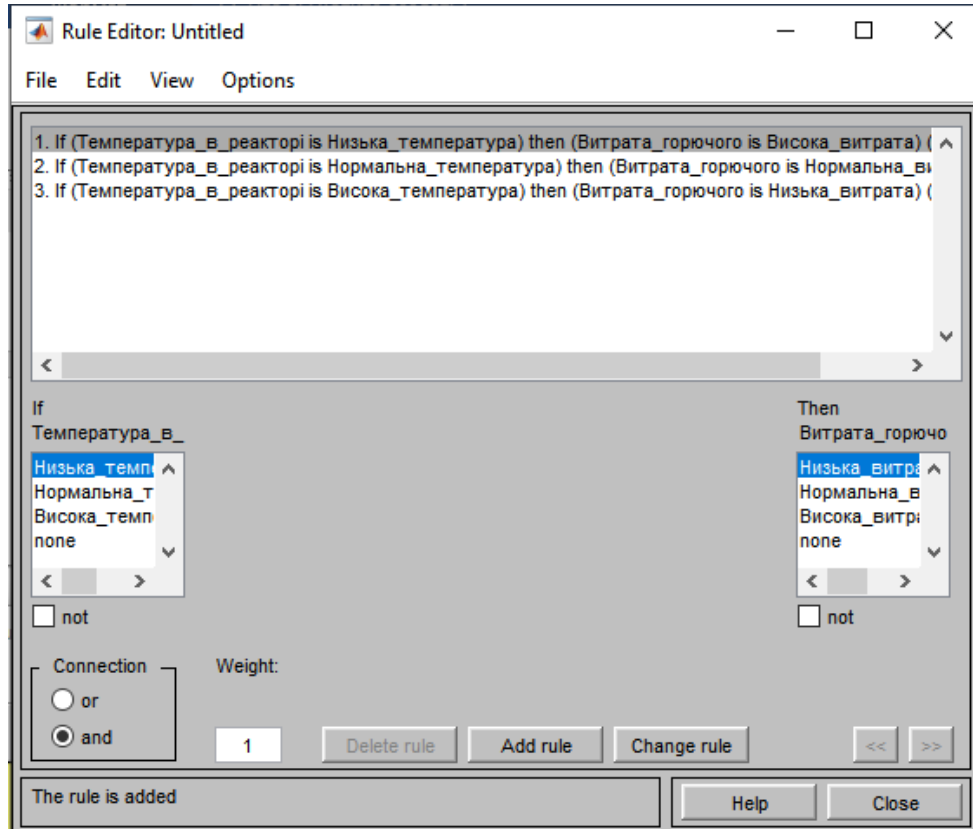 Rule Editor: Untitled
File Edit View Options
1. If (Температура_в_реакторі is Низька_температура) then (Витрата_горючого is Висока_витрата) (
2. If (Температура_в_реакторі is Нормальна_температура) then (Витрата_горючого is Нормальна_ви
3. If (Температура_в_реакторі is Висока_температура) then (Витрата_горючого is Низька_витрата) (
If
Then
Температура_в_
Витрата_горючо
Низька_темпе
Низька_витра
Нормальна_т
Нормальна_в
Висока_темп
Висока_витра
none
none
not
not
Connection
Weight:
or
and
1
Delete rule
Add rule
Change rule
<<
>>
The rule is added
Help
Close